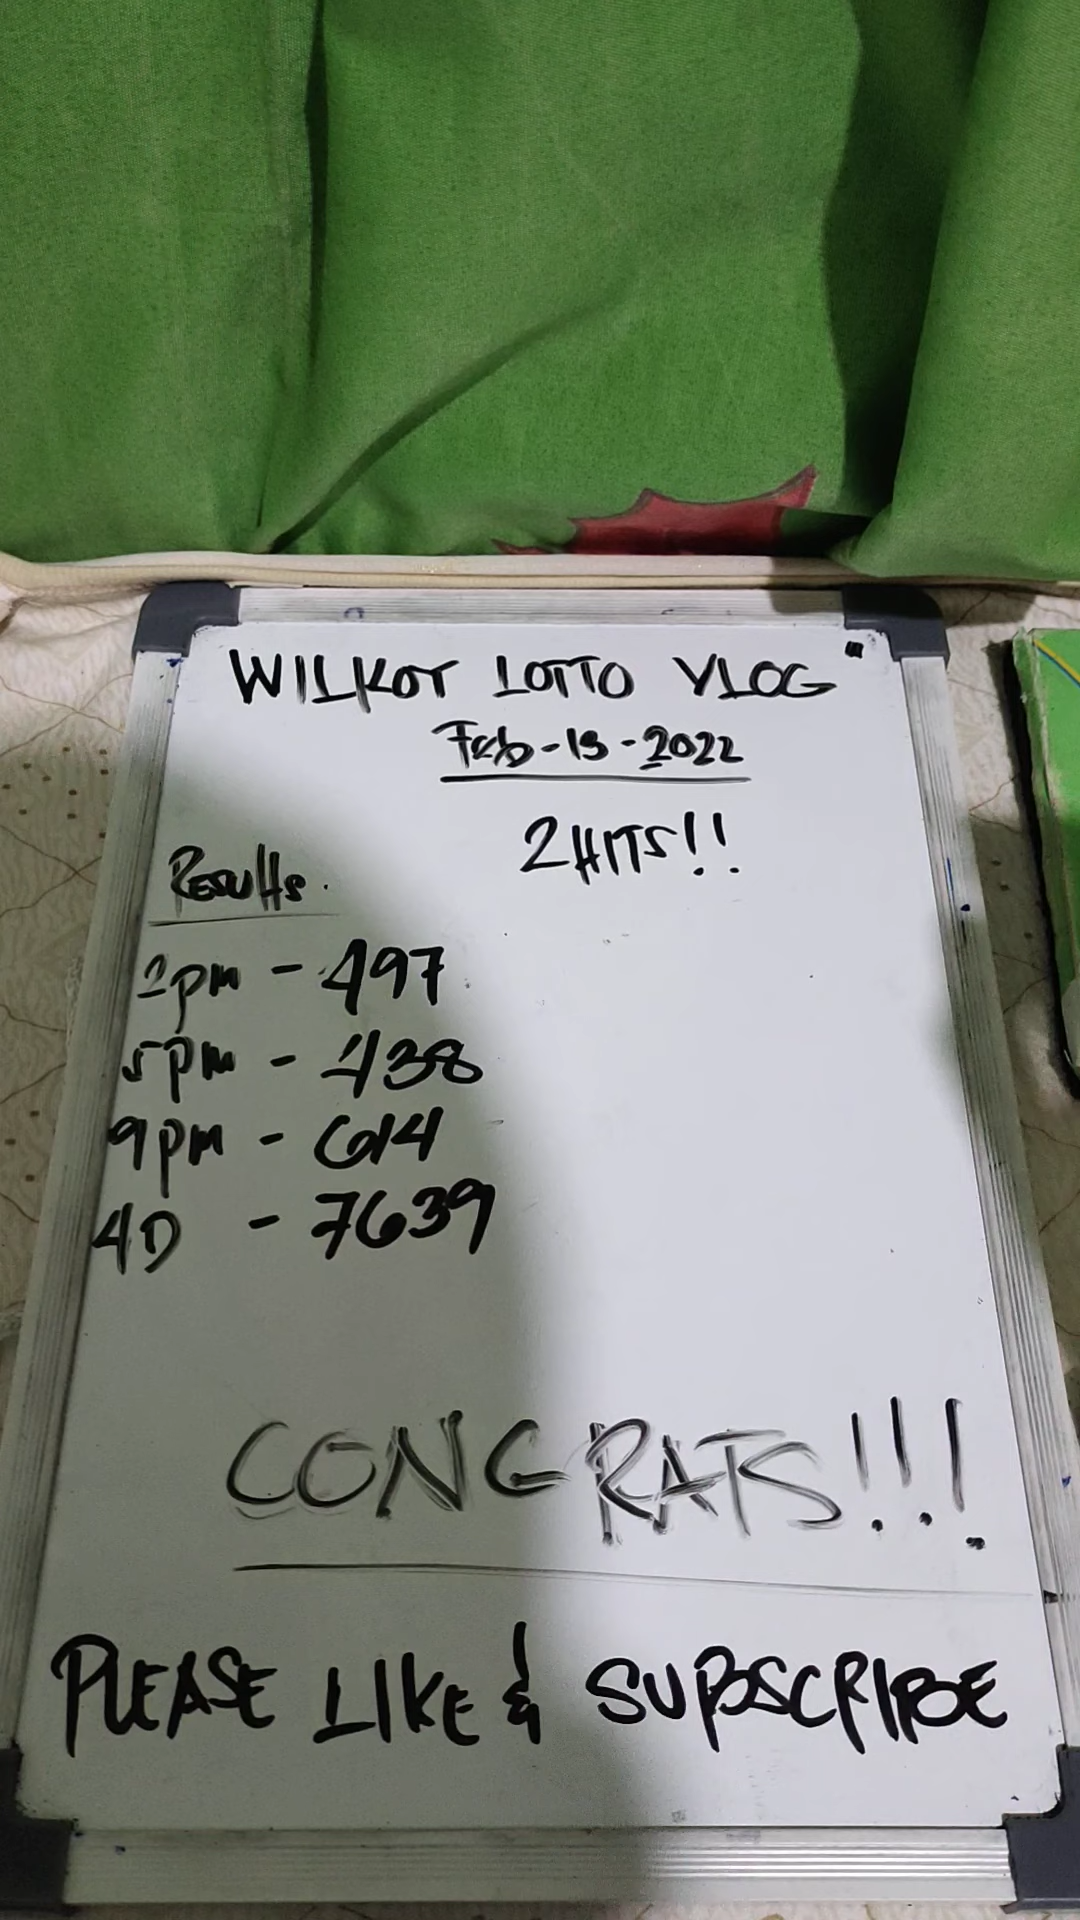 WILKOT LOTTO VLOG"
Feb-13-2022
2 HITS!!
Results.
2pm - 497
5pm - 438
9pm - 614
4D - 7639
CONGRATS!!!
PLEASE LIKE & SUBSCRIBE